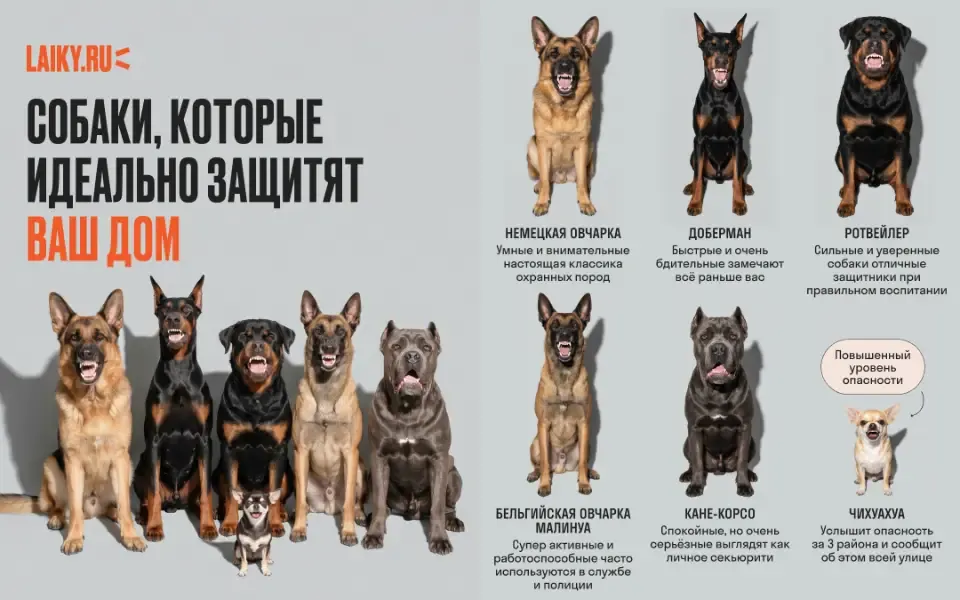 LAIKY.RU
СОБАКИ, КОТОРЫЕ
ИДЕАЛЬНО ЗАЩИТЯТ
ВАШ ДОМ
НЕМЕЦКАЯ ОВЧАРКА
Умные и внимательные
настоящая классика
охранных пород
ДОБЕРМАН
Быстрые и очень
бдительные замечают
всё раньше вас
РОТВЕЙЛЕР
Сильные и уверенные
собаки отличные
защитники при
правильном воспитании
БЕЛЬГИЙСКАЯ ОВЧАРКА
МАЛИНУА
Супер активные и
работоспособные часто
используются в службе
и полиции
КАНЕ-КОРСО
Спокойные, но очень
серьёзные выглядят как
личное секьюрити
Повышенный
уровень
опасности
ЧИХУАХУА
Услышит опасность
за 3 района и сообщит
об этом всей улице